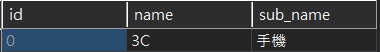 id name sub_name
0 3C 手機